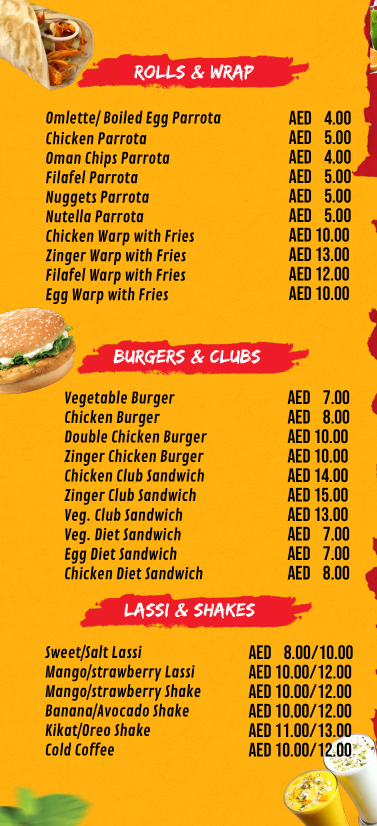 ROLLS & WRAP
Omlette/ Boiled Egg Parrota AED 4.00
Chicken Parrota AED 5.00
Oman Chips Parrota AED 4.00
Filafel Parrota AED 5.00
Nuggets Parrota AED 5.00
Nutella Parrota AED 5.00
Chicken Warp with Fries AED 10.00
Zinger Warp with Fries AED 13.00
Filafel Warp with Fries AED 12.00
Egg Warp with Fries AED 10.00
BURGERS & CLUBS
Vegetable Burger AED 7.00
Chicken Burger AED 8.00
Double Chicken Burger AED 10.00
Zinger Chicken Burger AED 10.00
Chicken Club Sandwich AED 14.00
Zinger Club Sandwich AED 15.00
Veg. Club Sandwich AED 13.00
Veg. Diet Sandwich AED 7.00
Egg Diet Sandwich AED 7.00
Chicken Diet Sandwich AED 8.00
LASSI & SHAKES
Sweet/Salt Lassi AED 8.00/10.00
Mango/strawberry Lassi AED 10.00/12.00
Mango/strawberry Shake AED 10.00/12.00
Banana/Avocado Shake AED 10.00/12.00
Kikat/Oreo Shake AED 11.00/13.00
Cold Coffee AED 10.00/12.00